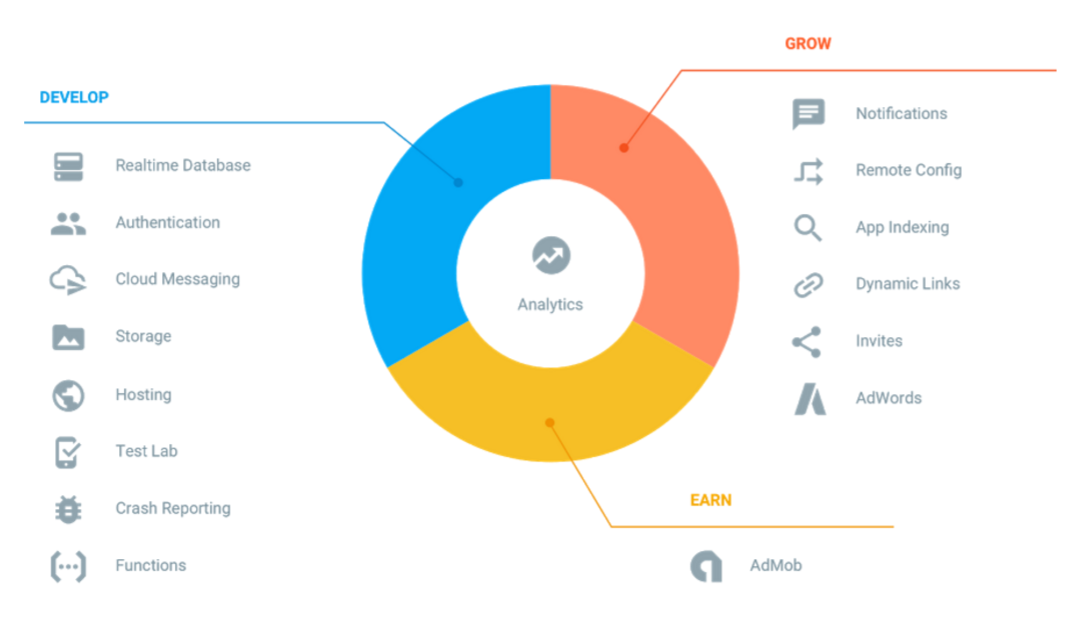 DEVELOP
Realtime Database
Authentication
Cloud Messaging
Storage
Hosting
Test Lab
Crash Reporting
Functions
Analytics
GROW
Notifications
Remote Config
App Indexing
Dynamic Links
Invites
AdWords
EARN
AdMob